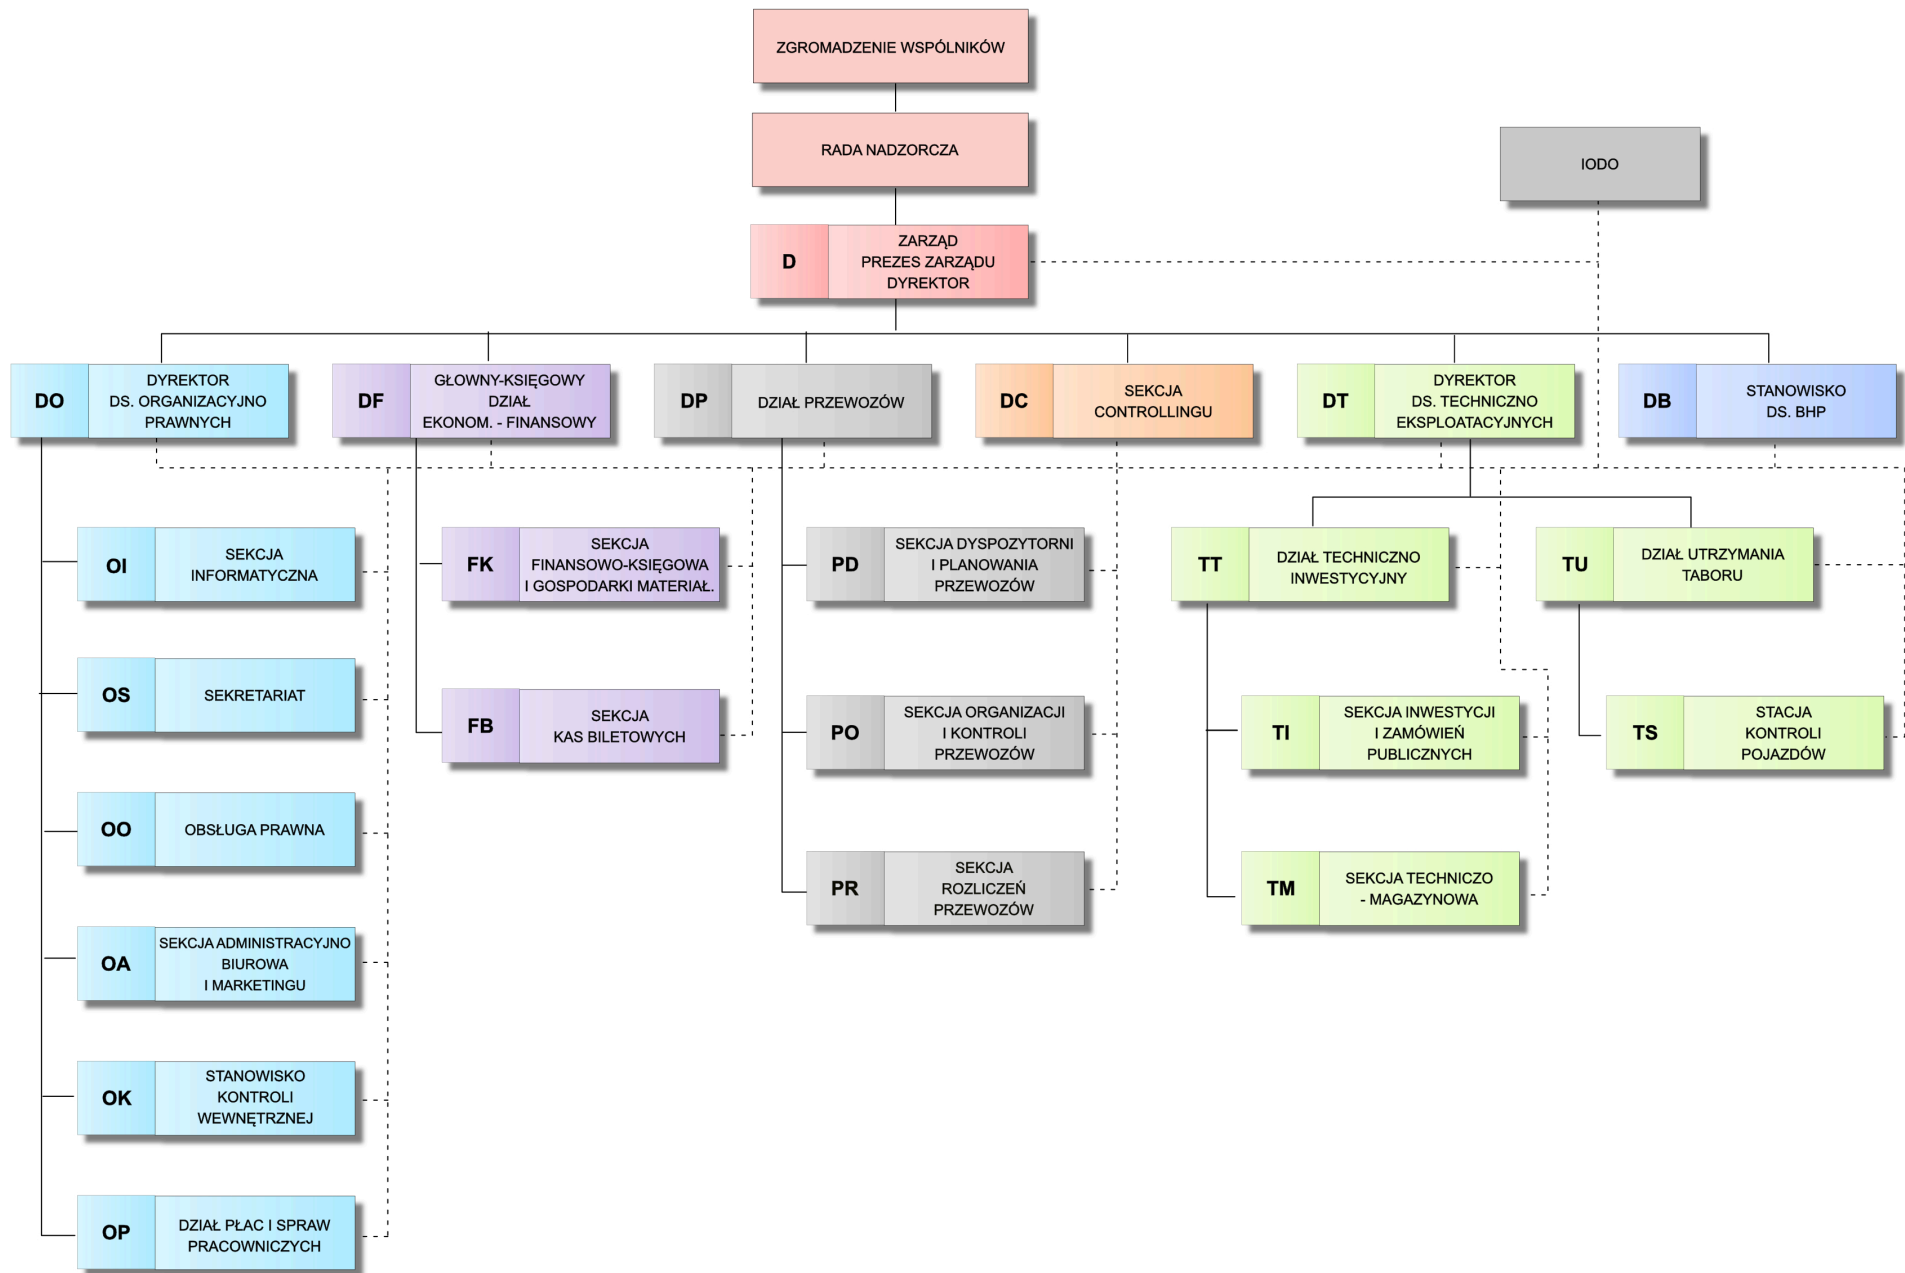 ZGROMADZENIE WSPÓLNIKÓW
RADA NADZORCZA
IODO
D
ZARZĄD
PREZES ZARZĄDU
DYREKTOR
DO
DYREKTOR
DS. ORGANIZACYJNO
PRAWNYCH
DF
GŁOWNY-KSIĘGOWY
DZIAŁ
EKONOM. - FINANSOWY
DP
DZIAŁ PRZEWOZÓW
DC
SEKCJA
CONTROLLINGU
DT
DYREKTOR
DS. TECHNICZNO
EKSPLOATACYJNYCH
DB
STANOWISKO
DS. BHP
OI
SEKCJA
INFORMATYCZNA
FK
SEKCJA
FINANSOWO-KSIĘGOWA
I GOSPODARKI MATERIAŁ.
PD
SEKCJA DYSPOZYTORNI
I PLANOWANIA
PRZEWOZÓW
TT
DZIAŁ TECHNICZNO
INWESTYCYJNY
TU
DZIAŁ UTRZYMANIA
TABORU
OS
SEKRETARIAT
FB
SEKCJA
KAS BILETOWYCH
PO
SEKCJA ORGANIZACJI
I KONTROLI
PRZEWOZÓW
TI
SEKCJA INWESTYCJI
I ZAMÓWIEŃ
PUBLICZNYCH
TS
STACJA
KONTROLI
POJAZDÓW
OO
OBSŁUGA PRAWNA
PR
SEKCJA
ROZLICZEŃ
PRZEWOZÓW
TM
SEKCJA TECHNICZO
- MAGAZYNOWA
OA
SEKCJA ADMINISTRACYJNO
BIUROWA
I MARKETINGU
OK
STANOWISKO
KONTROLI
WEWNĘTRZNEJ
OP
DZIAŁ PŁAC I SPRAW
PRACOWNICZYCH